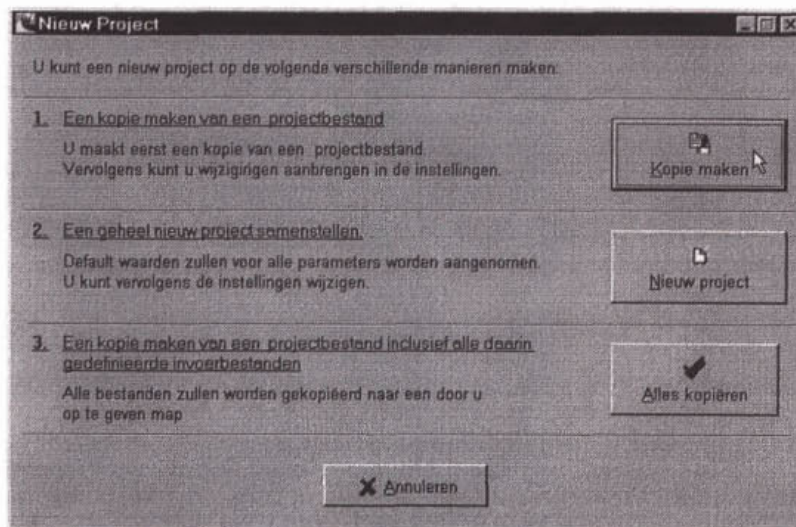 Nieuw Project
U kunt een nieuw project op de volgende verschillende manieren maken:
1. Een kopie maken van een projectbestand
U maakt eerst een kopie van een projectbestand
Vervolgens kunt u wijzigingen aanbrengen in de instellingen.
Kopie maken
2. Een geheel nieuw project samenstellen.
Default waarden zullen voor alle parameters worden aangenomen.
U kunt vervolgens de instellingen wijzigen.
Nieuw project
3. Een kopie maken van een projectbestand inclusief alle daarin
gedefinieerde invoerbestanden
Alle bestanden zullen worden gekopiëerd naar een door u
op te geven map
Alles kopiëren
Annuleren